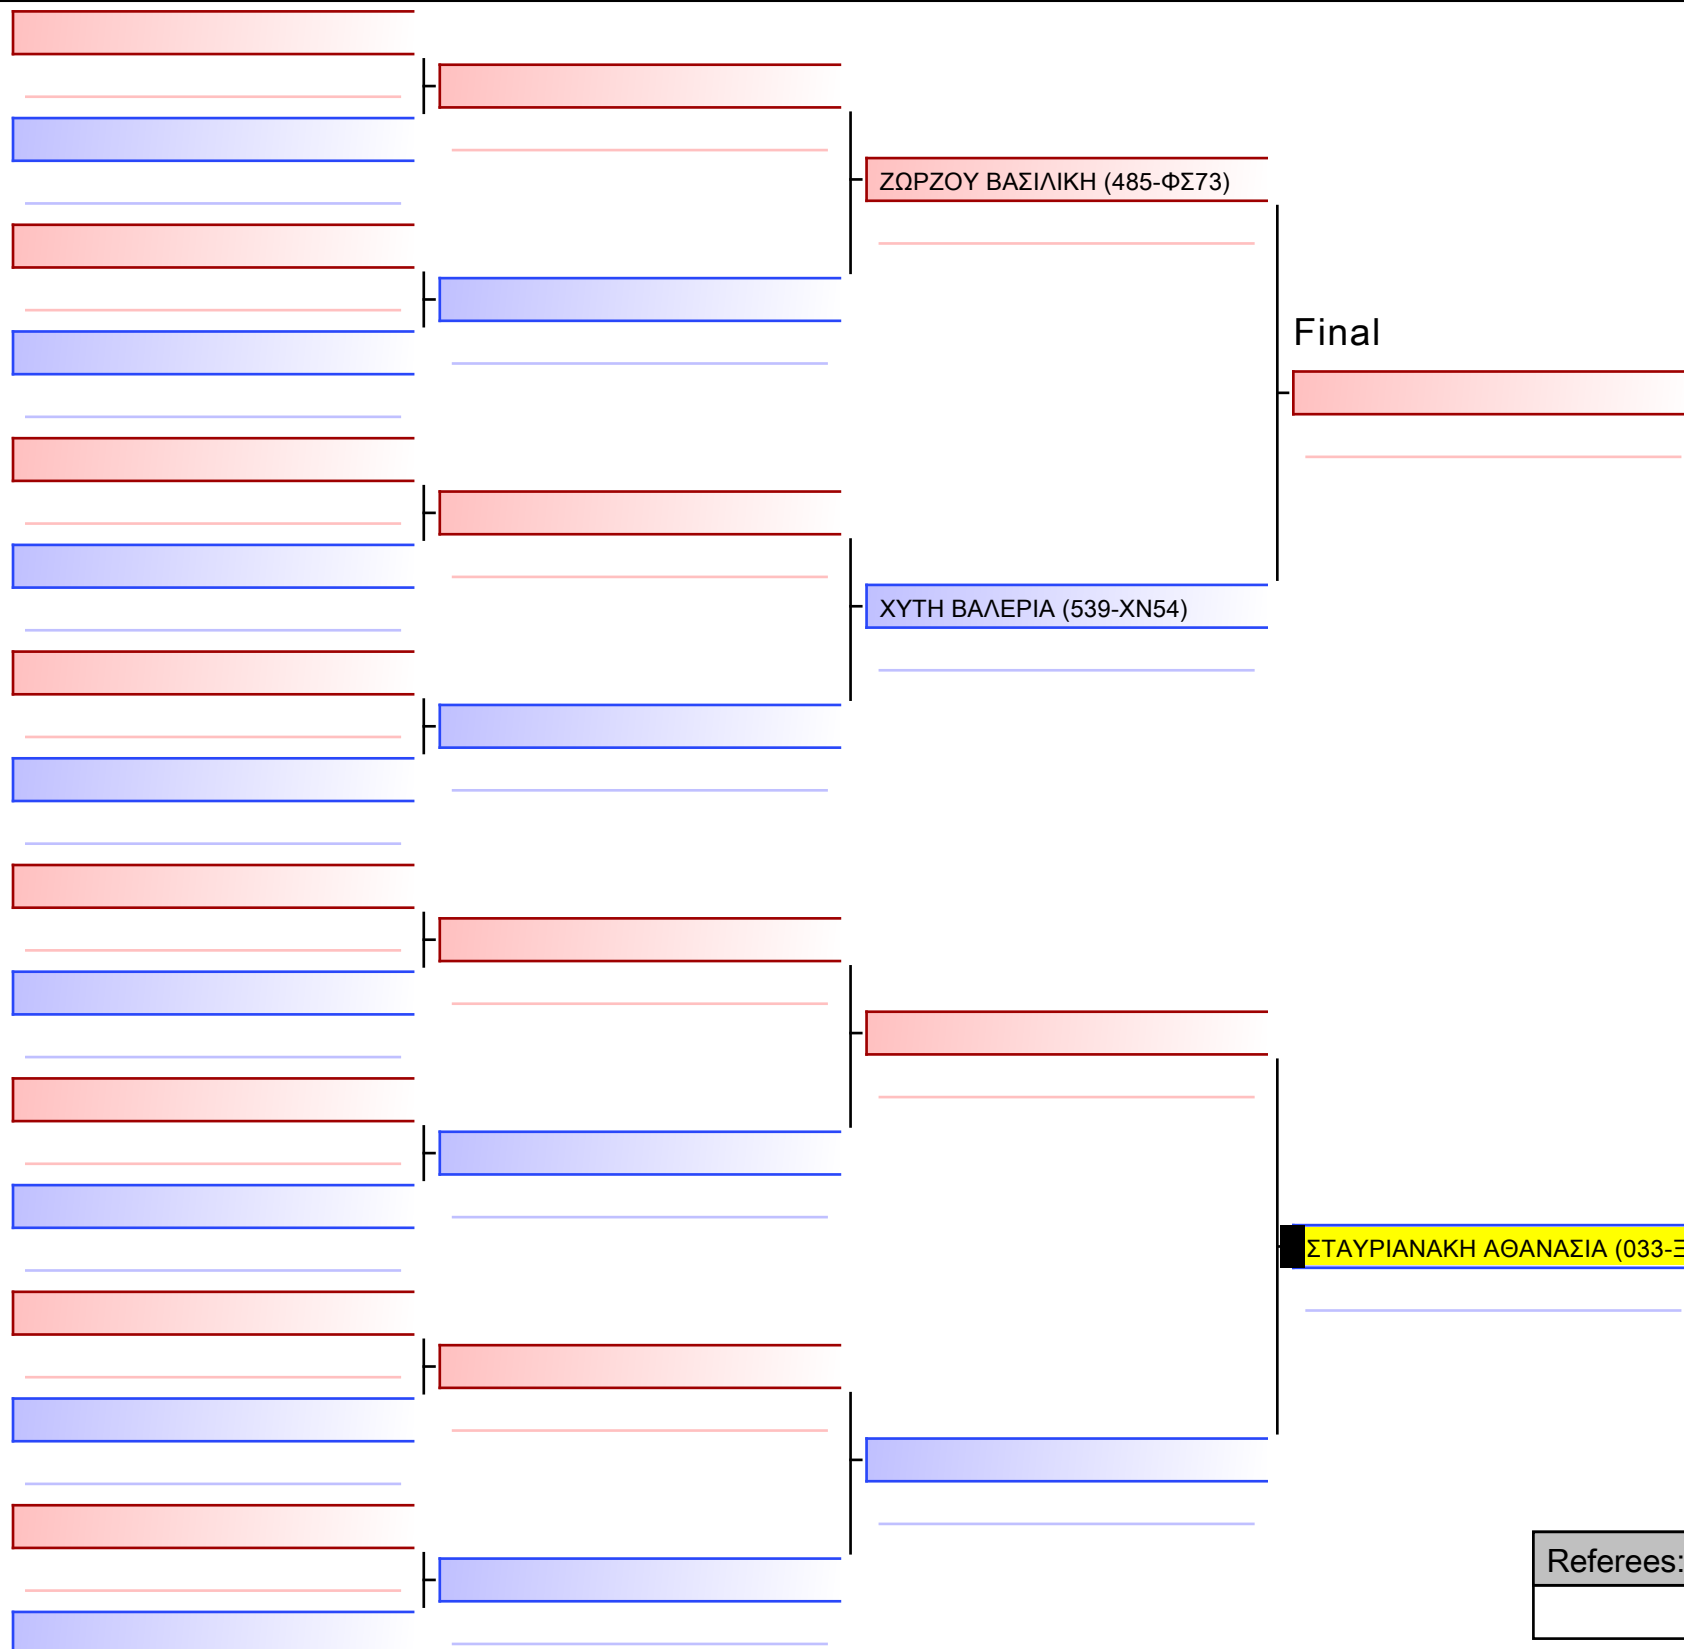 ΖΩΡΖΟΥ ΒΑΣΙΛΙΚΗ (485-ΦΣ73)
Final
ΧΥΤΗ ΒΑΛΕΡΙΑ (539-ΧΝ54)
ΣΤΑΥΡΙΑΝΑΚΗ ΑΘΑΝΑΣΙΑ (033-Ξ
Referees: